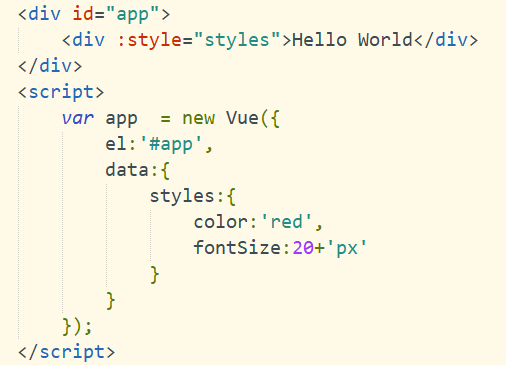 <div id="app">
    <div :style="styles">Hello World</div>
</div>
<script>
    var app  = new Vue({
        el:'#app',
        data:{
            styles:{
                color:'red',
                fontSize:20+'px'
            }
        }
    });
</script>